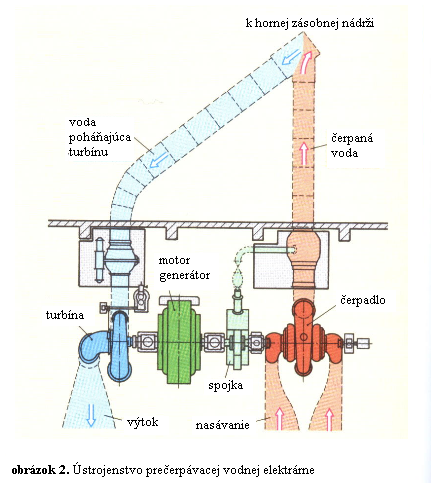 k hornej zásobnej nádrži
voda
poháňajúca
turbínu
čerpaná
voda
motor
generátor
čerpadlo
turbína
spojka
výtok
nasávanie
obrázok 2. Ústrojenstvo prečerpávacej vodnej elektrárne